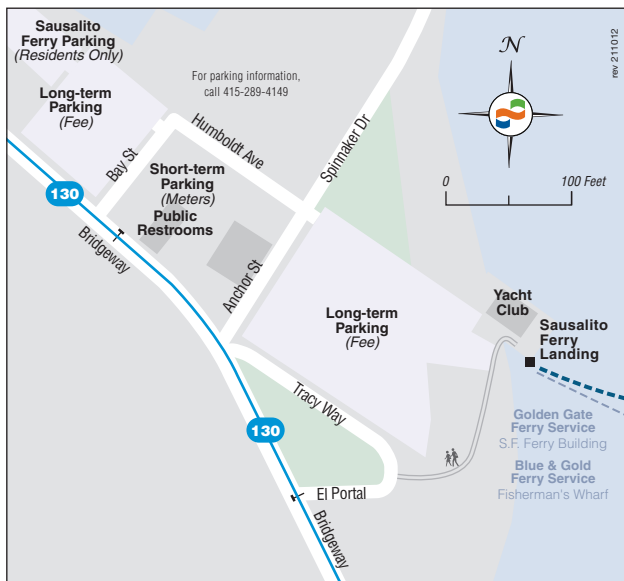 Sausalito
Ferry Parking
(Residents Only)
Long-term
Parking
(Fee)
For parking information,
call 415-289-4149
N
rev 211012
0
100 Feet
Humboldt Ave
Spinnaker Dr
Bay St
Short-term
Parking
(Meters)
Public
Restrooms
130
Bridgeway
Anchor St
Long-term
Parking
(Fee)
Yacht
Club
Sausalito
Ferry
Landing
Tracy Way
130
Golden Gate
Ferry Service
S.F. Ferry Building
Blue & Gold
Ferry Service
Fisherman's Wharf
El Portal
Bridgeway